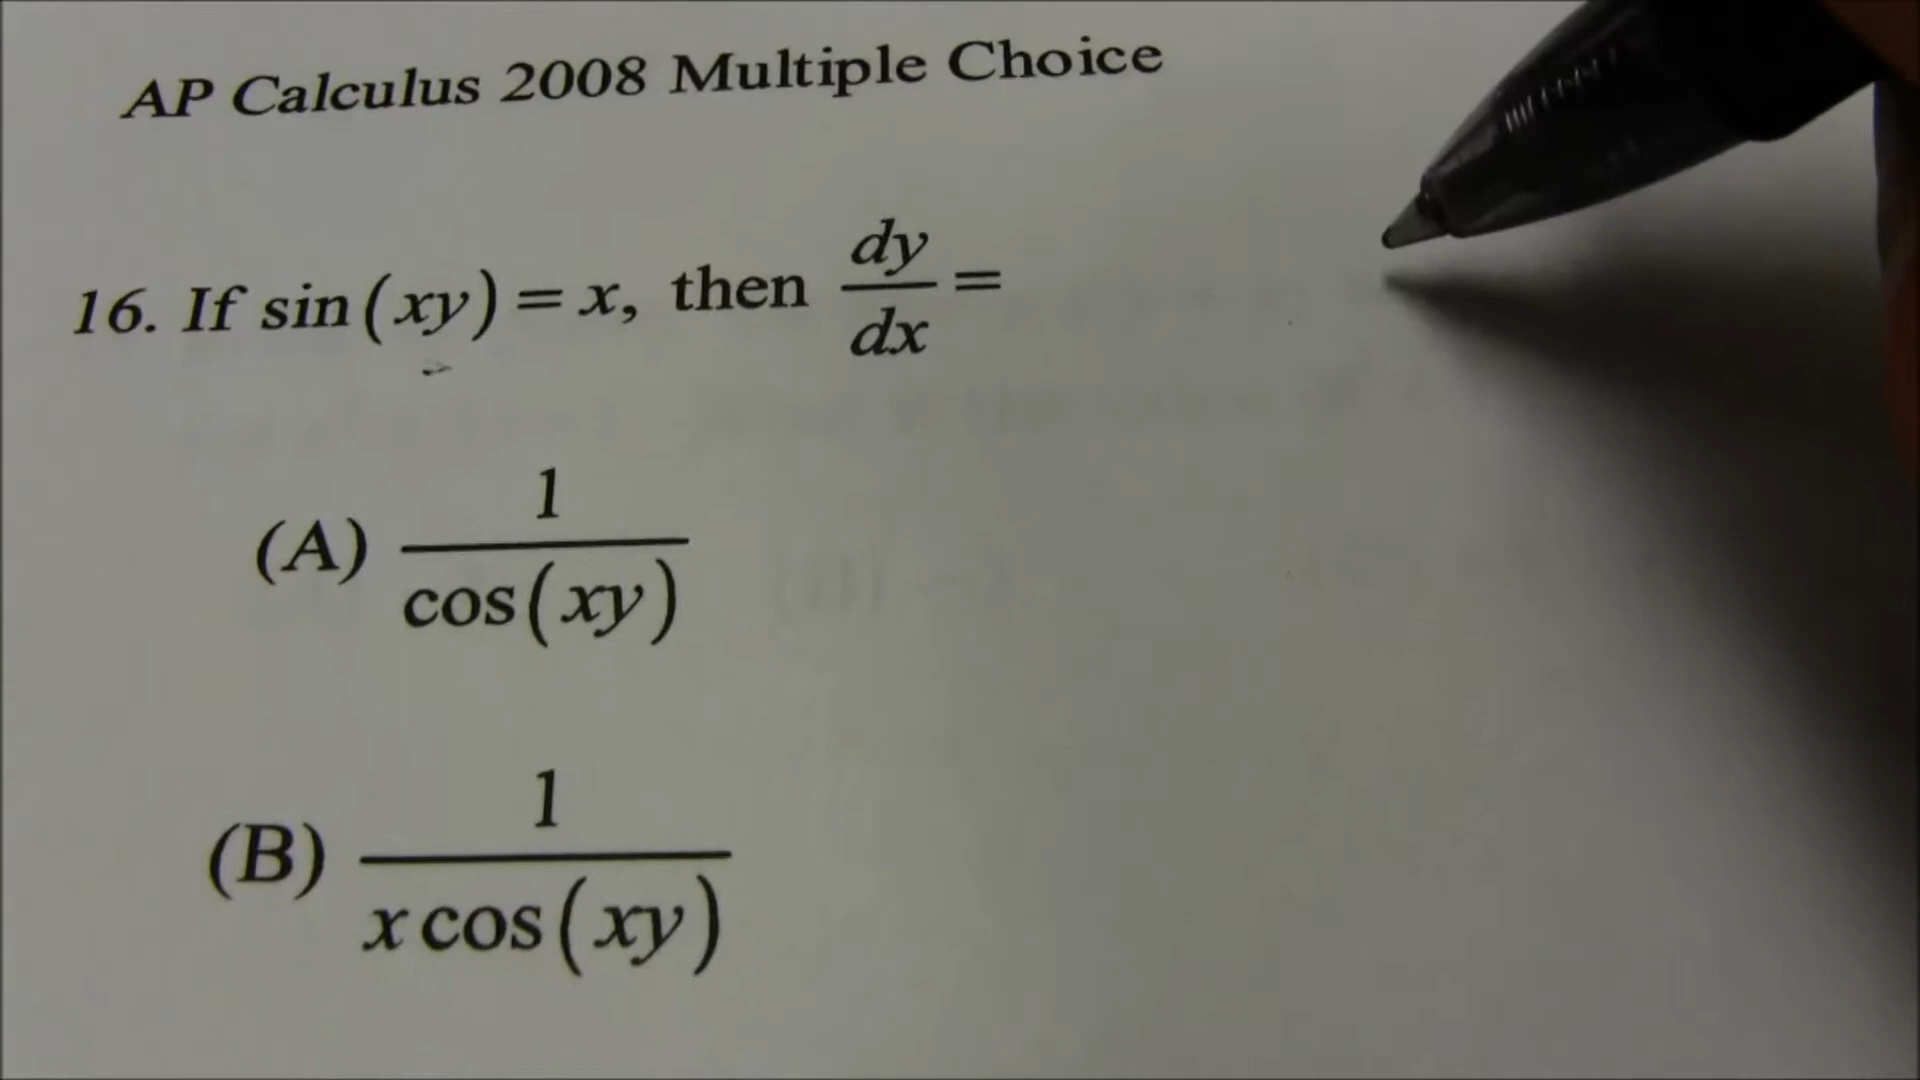 AP Calculus 2008 Multiple Choice
16. If sin(xy) = x, then dy/dx =
(A) 1/cos(xy)
(B) 1/x cos(xy)